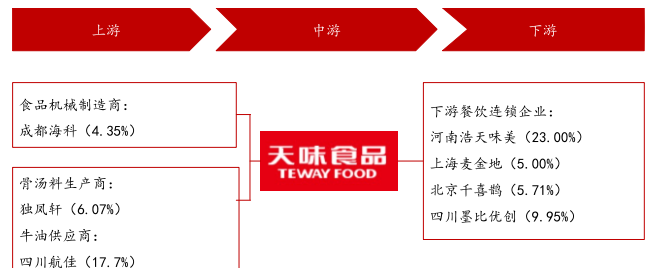 上游
中游
下游
食品机械制造商：
成都海科（4.35%）
骨汤料生产商：
独凤轩（6.07%）
牛油供应商：
四川航佳（17.7%）
天味食品
TEWAY FOOD
下游餐饮连锁企业：
河南浩天味美（23.00%）
上海麦金地（5.00%）
北京千喜鹊（5.71%）
四川墨比优创（9.95%）